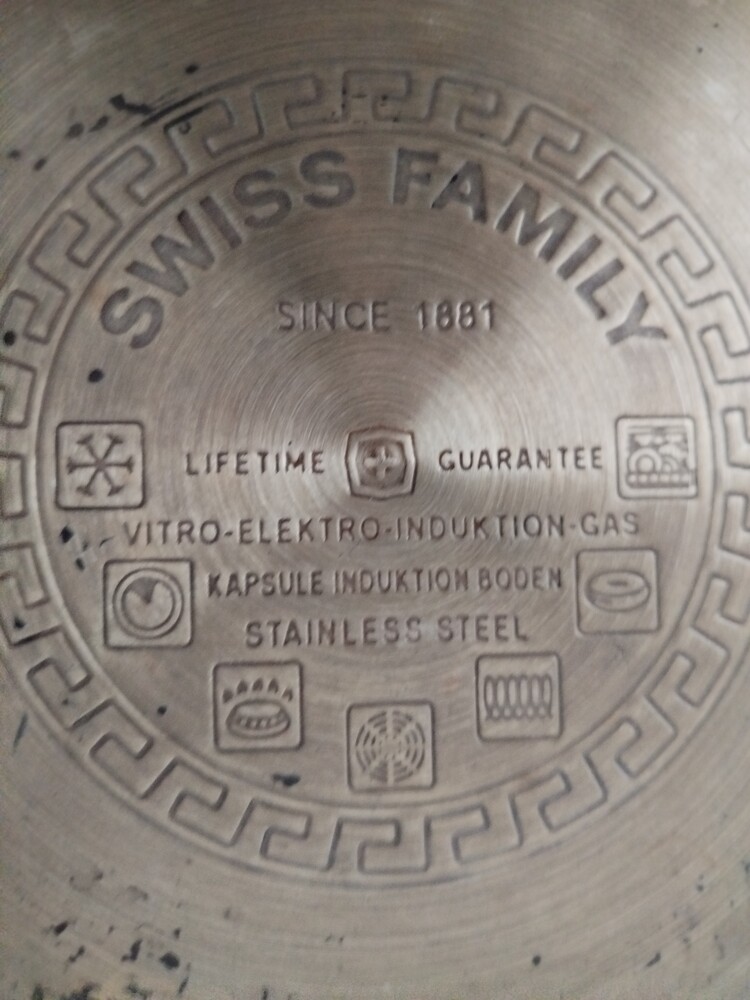 SWISS FAMILY
SINCE 1881
LIFETIME GUARANTEE
VITRO-ELEKTRO-INDUKTION-GAS
KAPSULE INDUKTION BODEN
STAINLESS STEEL